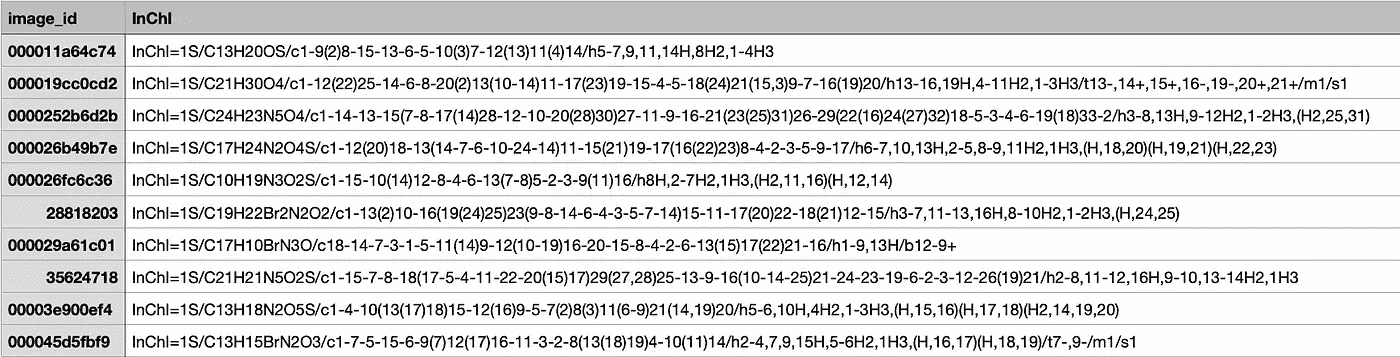 image_id InChI
000011a64c74 InChI=1S/C13H20OS/c1-9(2)8-15-13-6-5-10(3)7-12(13)11(4)14/h5-7,9,11,14H,8H2,1-4H3
000019cc0cd2 InChI=1S/C21H30O4/c1-12(22)25-14-6-8-20(2)13(10-14)11-17(23)19-15-4-5-18(24)21(15,3)9-7-16(19)20/h13-16,19H,4-11H2,1-3H3/t13-,14+,15+,16-,19-,20+,21+/m1/s1
0000252b6d2b InChI=1S/C24H23N5O4/c1-14-13-15(7-8-17(14)28-12-10-20(28)30)27-11-9-16-21(23(25)31)26-29(22(16)24(27)32)18-5-3-4-6-19(18)33-2/h3-8,13H,9-12H2,1-2H3,(H2,25,31)
000026b49b7e InChI=1S/C17H24N2O4S/c1-12(20)18-13(14-7-6-10-24-14)11-15(21)19-17(16(22)23)8-4-2-3-5-9-17/h6-7,10,13H,2-5,8-9,11H2,1H3,(H,18,20)(H,19,21)(H,22,23)
000026fc6c36 InChI=1S/C10H19N3O2S/c1-15-10(14)12-8-4-6-13(7-8)5-2-3-9(11)16/h8H,2-7H2,1H3,(H2,11,16)(H,12,14)
28818203 InChI=1S/C19H22Br2N2O2/c1-13(2)10-16(19(24)25)23(9-8-14-6-4-3-5-7-14)15-11-17(20)22-18(21)12-15/h3-7,11-13,16H,8-10H2,1-2H3,(H,24,25)
000029a61c01 InChI=1S/C17H10BrN3O/c18-14-7-3-1-5-11(14)9-12(10-19)16-20-15-8-4-2-6-13(15)17(22)21-16/h1-9,13H/b12-9+
35624718 InChI=1S/C21H21N5O2S/c1-15-7-8-18(17-5-4-11-22-20(15)17)29(27,28)25-13-9-16(10-14-25)21-24-23-19-6-2-3-12-26(19)21/h2-8,11-12,16H,9-10,13-14H2,1H3
00003e900ef4 InChI=1S/C13H18N2O5S/c1-4-10(13(17)18)15-12(16)9-5-7(2)8(3)11(6-9)21(14,19)20/h5-6,10H,4H2,1-3H3,(H,15,16)(H,17,18)(H2,14,19,20)
000045d5fbf9 InChI=1S/C13H15BrN2O3/c1-7-5-15-6-9(7)12(17)16-11-3-2-8(13(18)19)4-10(11)14/h2-4,7,9,15H,5-6H2,1H3,(H,16,17)(H,18,19)/t7-,9-/m1/s1